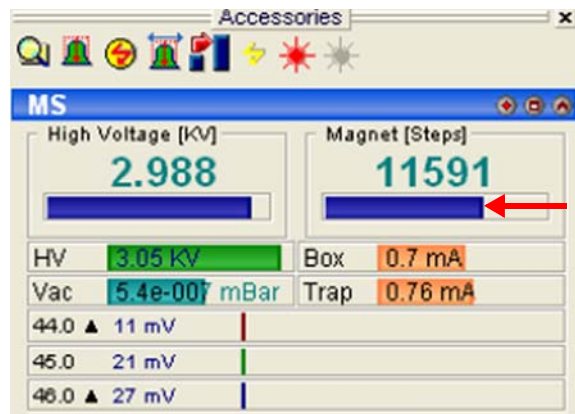 Accessories
MS
High Voltage [KV] Magnet [Steps]
2.988 11591
HV 3.05 KV Box 0.7 mA
Vac 5.4e-007 mBar Trap 0.76 mA
44.0 ▲ 11 mV
45.0 21 mV
46.0 ▲ 27 mV